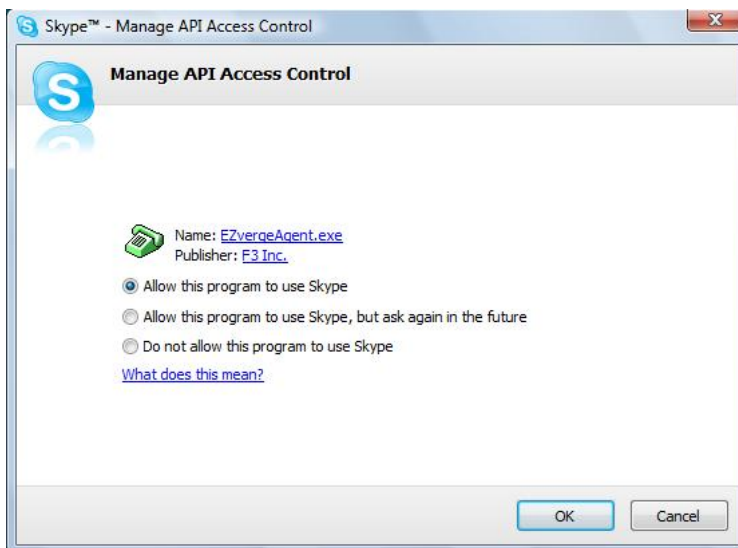 Skype™ - Manage API Access Control
Manage API Access Control
Name: EZvergeAgent.exe
Publisher: F3 Inc.
Allow this program to use Skype
Allow this program to use Skype, but ask again in the future
Do not allow this program to use Skype
What does this mean?
OK Cancel